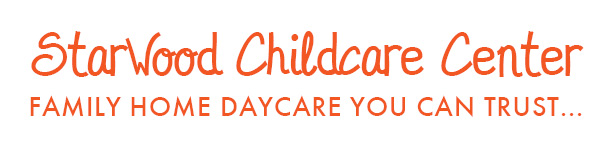 StarWood Childcare Center
FAMILY HOME DAYCARE YOU CAN TRUST...